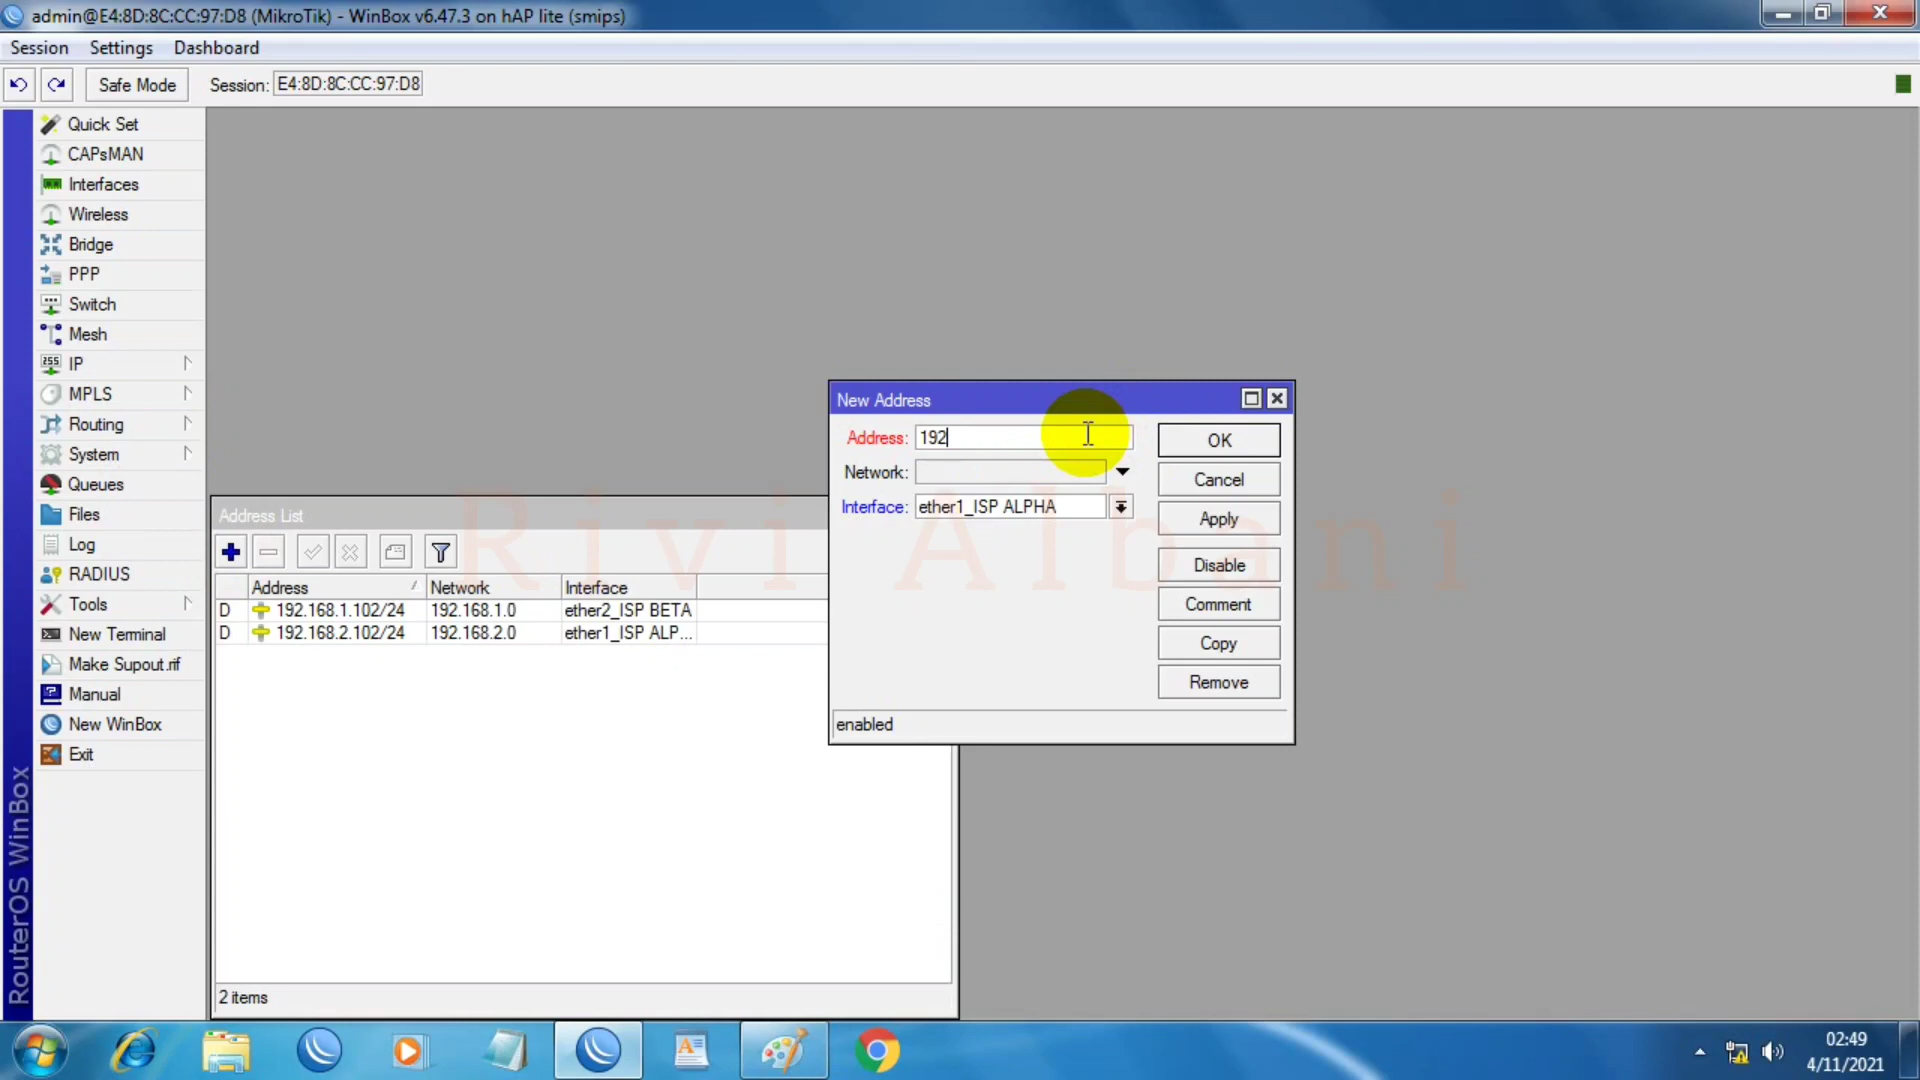 admin@E4:8D:8C:CC:97:D8 (MikroTik) - WinBox v6.47.3 on hAP lite (smips)
Session Settings Dashboard
Safe Mode Session: E4:8D:8C:CC:97:D8
Quick Set
CAPsMAN
Interfaces
Wireless
Bridge
PPP
Switch
Mesh
IP
MPLS
Routing
System
Queues
Files
Log
RADIUS
Tools
New Terminal
Make Supout.rif
Manual
New WinBox
Exit
RouterOS WinBox
New Address
Address: 192
Network:
Interface: ether1_ISP ALPHA
OK
Cancel
Apply
Disable
Comment
Copy
Remove
enabled
Address List
Address Network Interface
D 192.168.1.102/24 192.168.1.0 ether2_ISP BETA
D 192.168.2.102/24 192.168.2.0 ether1_ISP ALP...
2 items
Rivi Albani
02:49
4/11/2021